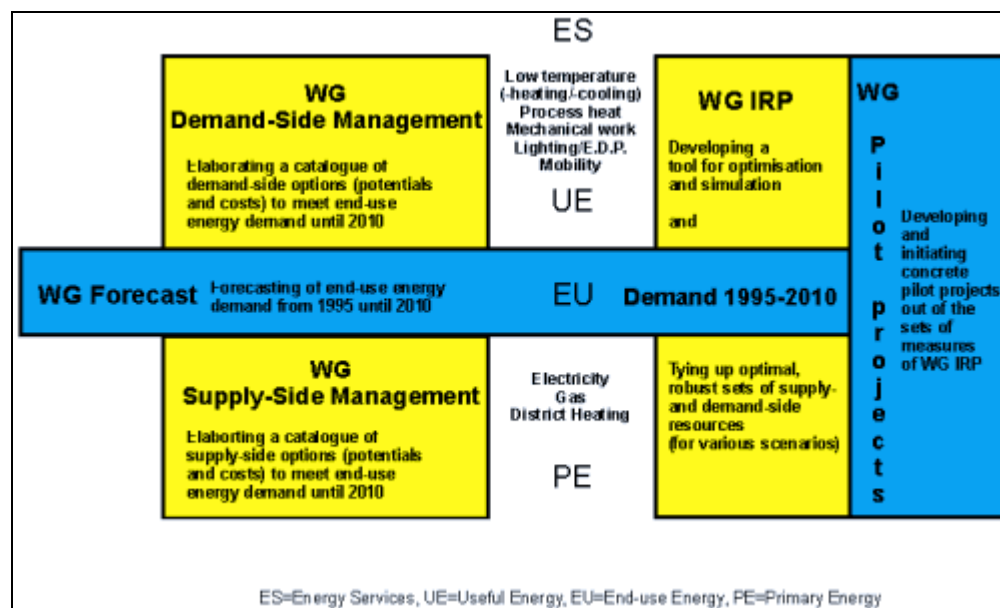 ES
WG
Demand-Side Management
Elaborating a catalogue of
demand-side options (potentials
and costs) to meet end-use
energy demand until 2010
Low temperature
(-heating/-cooling)
Process heat
Mechanical work
Lighting/E.D.P.
Mobility
UE
WG IRP
Developing a
tool for optimisation
and simulation
and
WG Forecast
Forecasting of end-use energy
demand from 1995 until 2010
EU
Demand 1995-2010
WG
Supply-Side Management
Elaborting a catalogue of
supply-side options (potentials
and costs) to meet end-use
energy demand until 2010
Electricity
Gas
District Heating
PE
Tying up optimal,
robust sets of supply-
and demand-side
resources
(for various scenarios)
WG
Pilot projects
Developing
and
initiating
concrete
pilot projects
out of the
sets of
measures
of WG IRP
ES=Energy Services, UE=Useful Energy, EU=End-use Energy, PE=Primary Energy